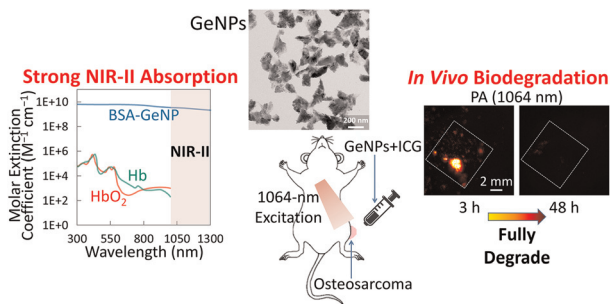 GeNPs
200 nm
Strong NIR-II Absorption
Molar Extinction
Coefficient (M⁻¹ cm⁻¹)
1E+10
1E+8
1E+6
1E+4
1E+2
1E+0
BSA-GeNP
NIR-II
Hb
HbO₂
300 550 800 1050 1300
Wavelength (nm)
GeNPs+ICG
1064-nm
Excitation
Osteosarcoma
In Vivo Biodegradation
PA (1064 nm)
2 mm
3 h 48 h
Fully
Degrade